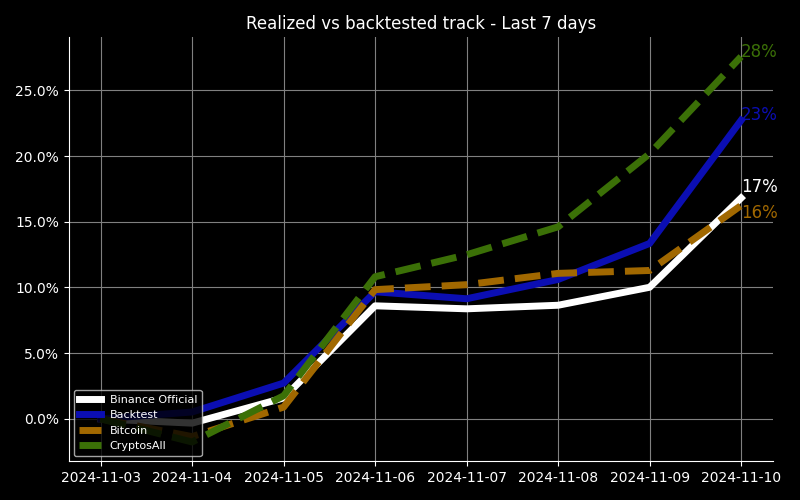 Realized vs backtested track - Last 7 days
28%
25.0%
23%
20.0%
17%
15.0%
16%
10.0%
5.0%
0.0%
Binance Official
Backtest
Bitcoin
CryptosAll
2024-11-03 2024-11-04 2024-11-05 2024-11-06 2024-11-07 2024-11-08 2024-11-09 2024-11-10